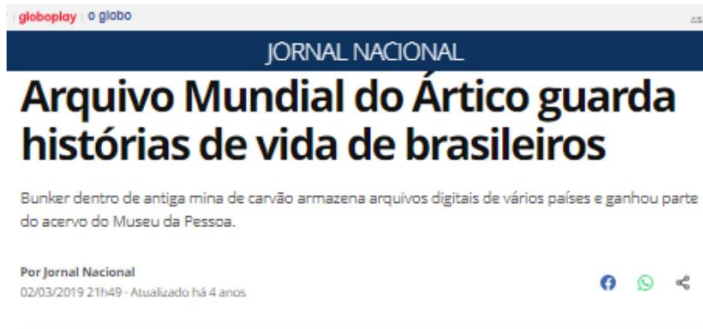 globoplay o globo
JORNAL NACIONAL
Arquivo Mundial do Ártico guarda
histórias de vida de brasileiros
Bunker dentro de antiga mina de carvão armazena arquivos digitais de vários países e ganhou parte
do acervo do Museu da Pessoa.
Por Jornal Nacional
02/03/2019 21h49 · Atualizado há 4 anos